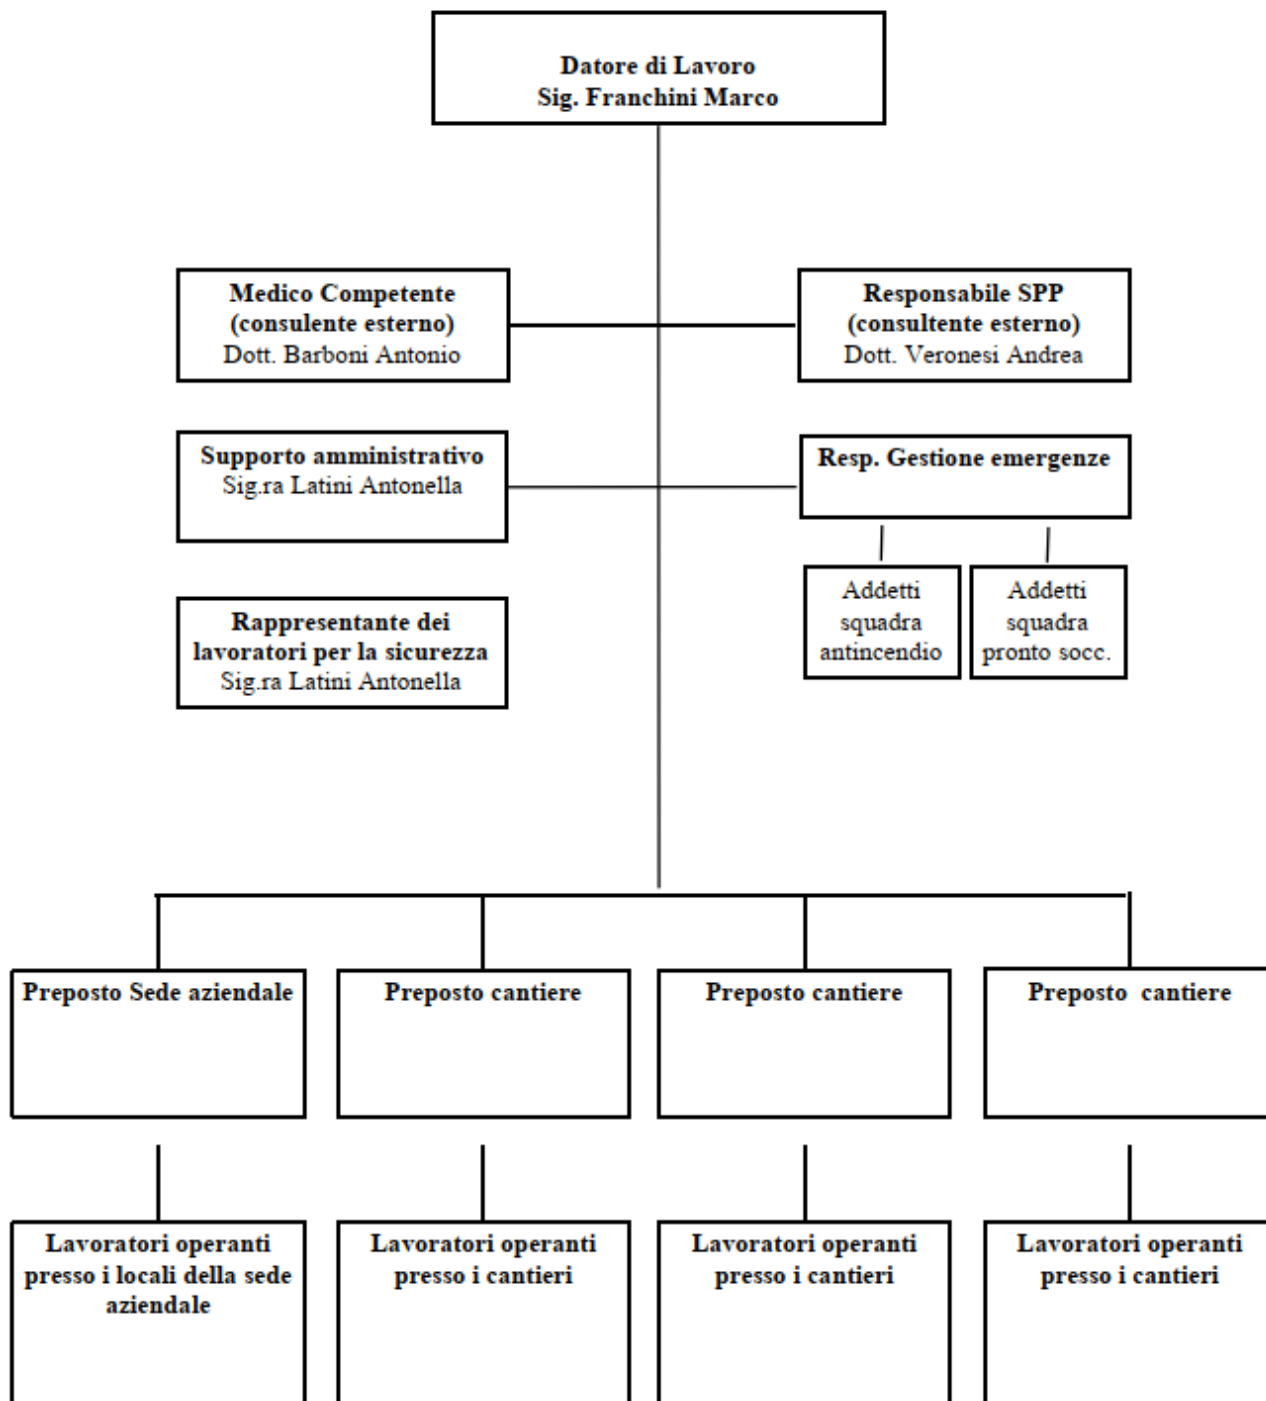 Datore di Lavoro
Sig. Franchini Marco
Medico Competente
(consulente esterno)
Dott. Barboni Antonio
Responsabile SPP
(consultente esterno)
Dott. Veronesi Andrea
Supporto amministrativo
Sig.ra Latini Antonella
Resp. Gestione emergenze
Addetti
squadra
antincendio
Addetti
squadra
pronto socc.
Rappresentante dei
lavoratori per la sicurezza
Sig.ra Latini Antonella
Preposto Sede aziendale
Preposto cantiere
Preposto cantiere
Preposto  cantiere
Lavoratori operanti
presso i locali della sede
aziendale
Lavoratori operanti
presso i cantieri
Lavoratori operanti
presso i cantieri
Lavoratori operanti
presso i cantieri